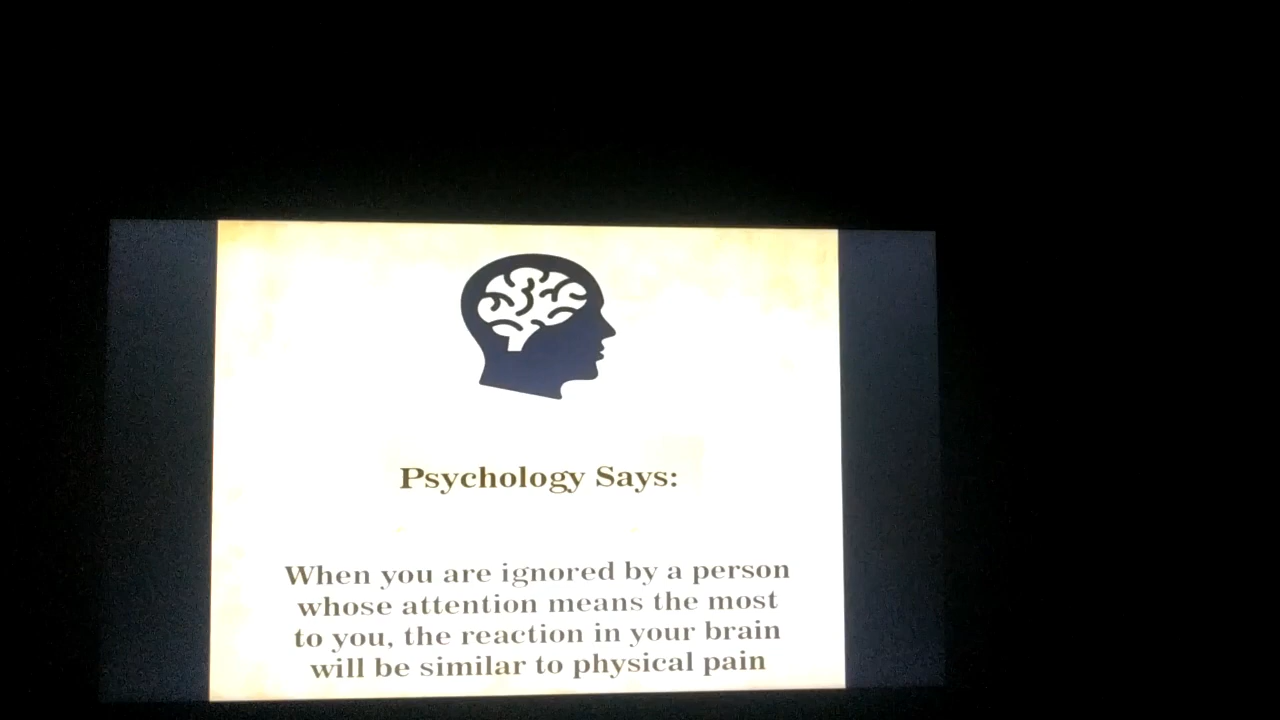 Psychology Says:
When you are ignored by a person
whose attention means the most
to you, the reaction in your brain
will be similar to physical pain